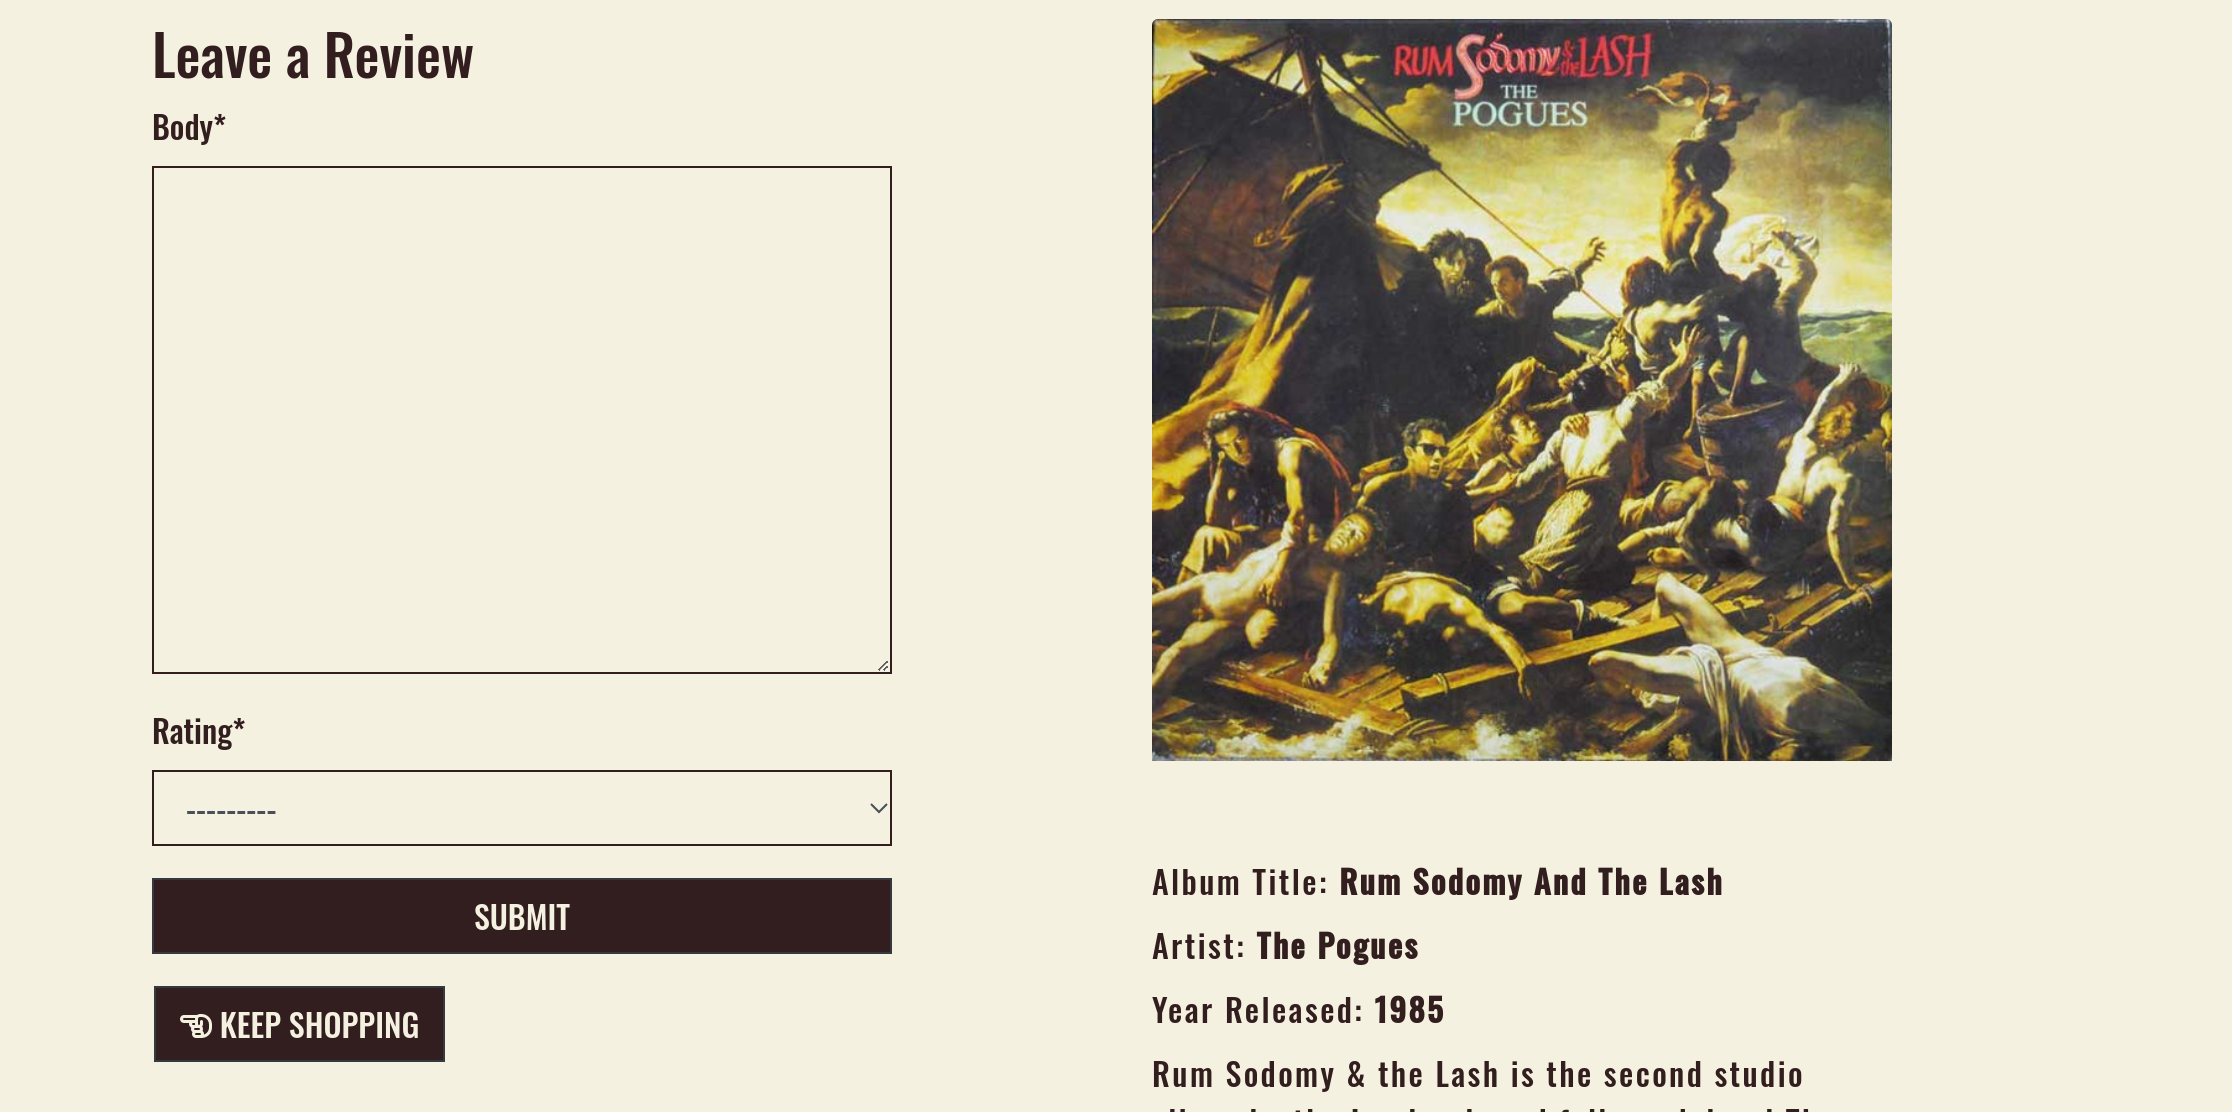 Leave a Review
Body*
Rating*
---------
SUBMIT
KEEP SHOPPING
RUM Sodomy & the LASH
THE
POGUES
Album Title: Rum Sodomy And The Lash
Artist: The Pogues
Year Released: 1985
Rum Sodomy & the Lash is the second studio